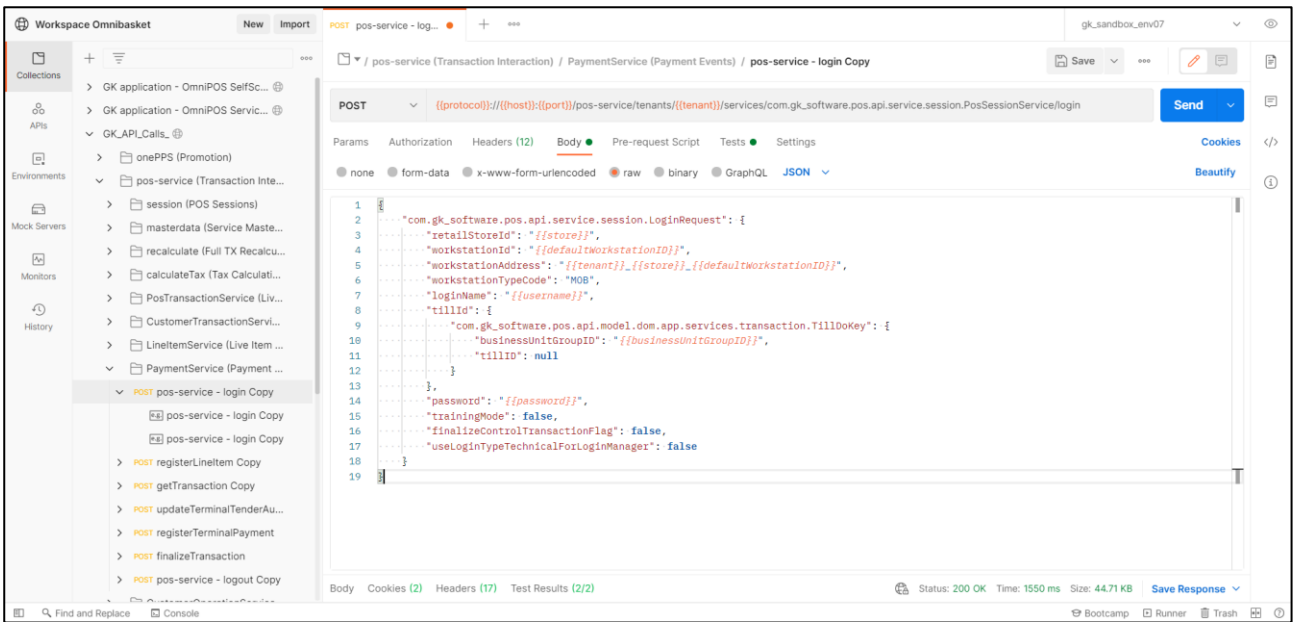 Workspace Omnibasket
New Import
POST pos-service - log...
gk_sandbox_env07
Collections
APIs
Environments
Mock Servers
Monitors
History
GK application - OmniPOS SelfSc...
GK application - OmniPOS Servic...
GK_API_Calls_
onePPS (Promotion)
pos-service (Transaction Inte...
session (POS Sessions)
masterdata (Service Maste...
recalculate (Full TX Recalcu...
calculateTax (Tax Calculati...
PosTransactionService (Liv...
CustomerTransactionServi...
LineItemService (Live Item ...
PaymentService (Payment ...
POST pos-service - login Copy
e.g. pos-service - login Copy
e.g. pos-service - login Copy
POST registerLineItem Copy
POST getTransaction Copy
POST updateTerminalTenderAu...
POST registerTerminalPayment
POST finalizeTransaction
POST pos-service - logout Copy
/ pos-service (Transaction Interaction) / PaymentService (Payment Events) / pos-service - login Copy
Save
POST {{protocol}}://{{host}}:{{port}}/pos-service/tenants/{{tenant}}/services/com.gk_software.pos.api.service.session.PosSessionService/login
Send
Params Authorization Headers (12) Body Pre-request Script Tests Settings
Cookies
none form-data x-www-form-urlencoded raw binary GraphQL JSON
Beautify
1 {
2 "com.gk_software.pos.api.service.session.LoginRequest": {
3 "retailStoreId": "{{store}}",
4 "workstationId": "{{defaultWorkstationID}}",
5 "workstationAddress": "{{tenant}}_{{store}}_{{defaultWorkstationID}}",
6 "workstationTypeCode": "MOB",
7 "loginName": "{{username}}",
8 "tillId": {
9 "com.gk_software.pos.api.model.dom.app.services.transaction.TillDoKey": {
10 "businessUnitGroupID": "{{businessUnitGroupID}}",
11 "tillID": null
12 }
13 },
14 "password": "{{password}}",
15 "trainingMode": false,
16 "finalizeControlTransactionFlag": false,
17 "useLoginTypeTechnicalForLoginManager": false
18 }
19 }
Body Cookies (2) Headers (17) Test Results (2/2)
Status: 200 OK Time: 1550 ms Size: 44.71 KB Save Response
Find and Replace Console
Bootcamp Runner Trash